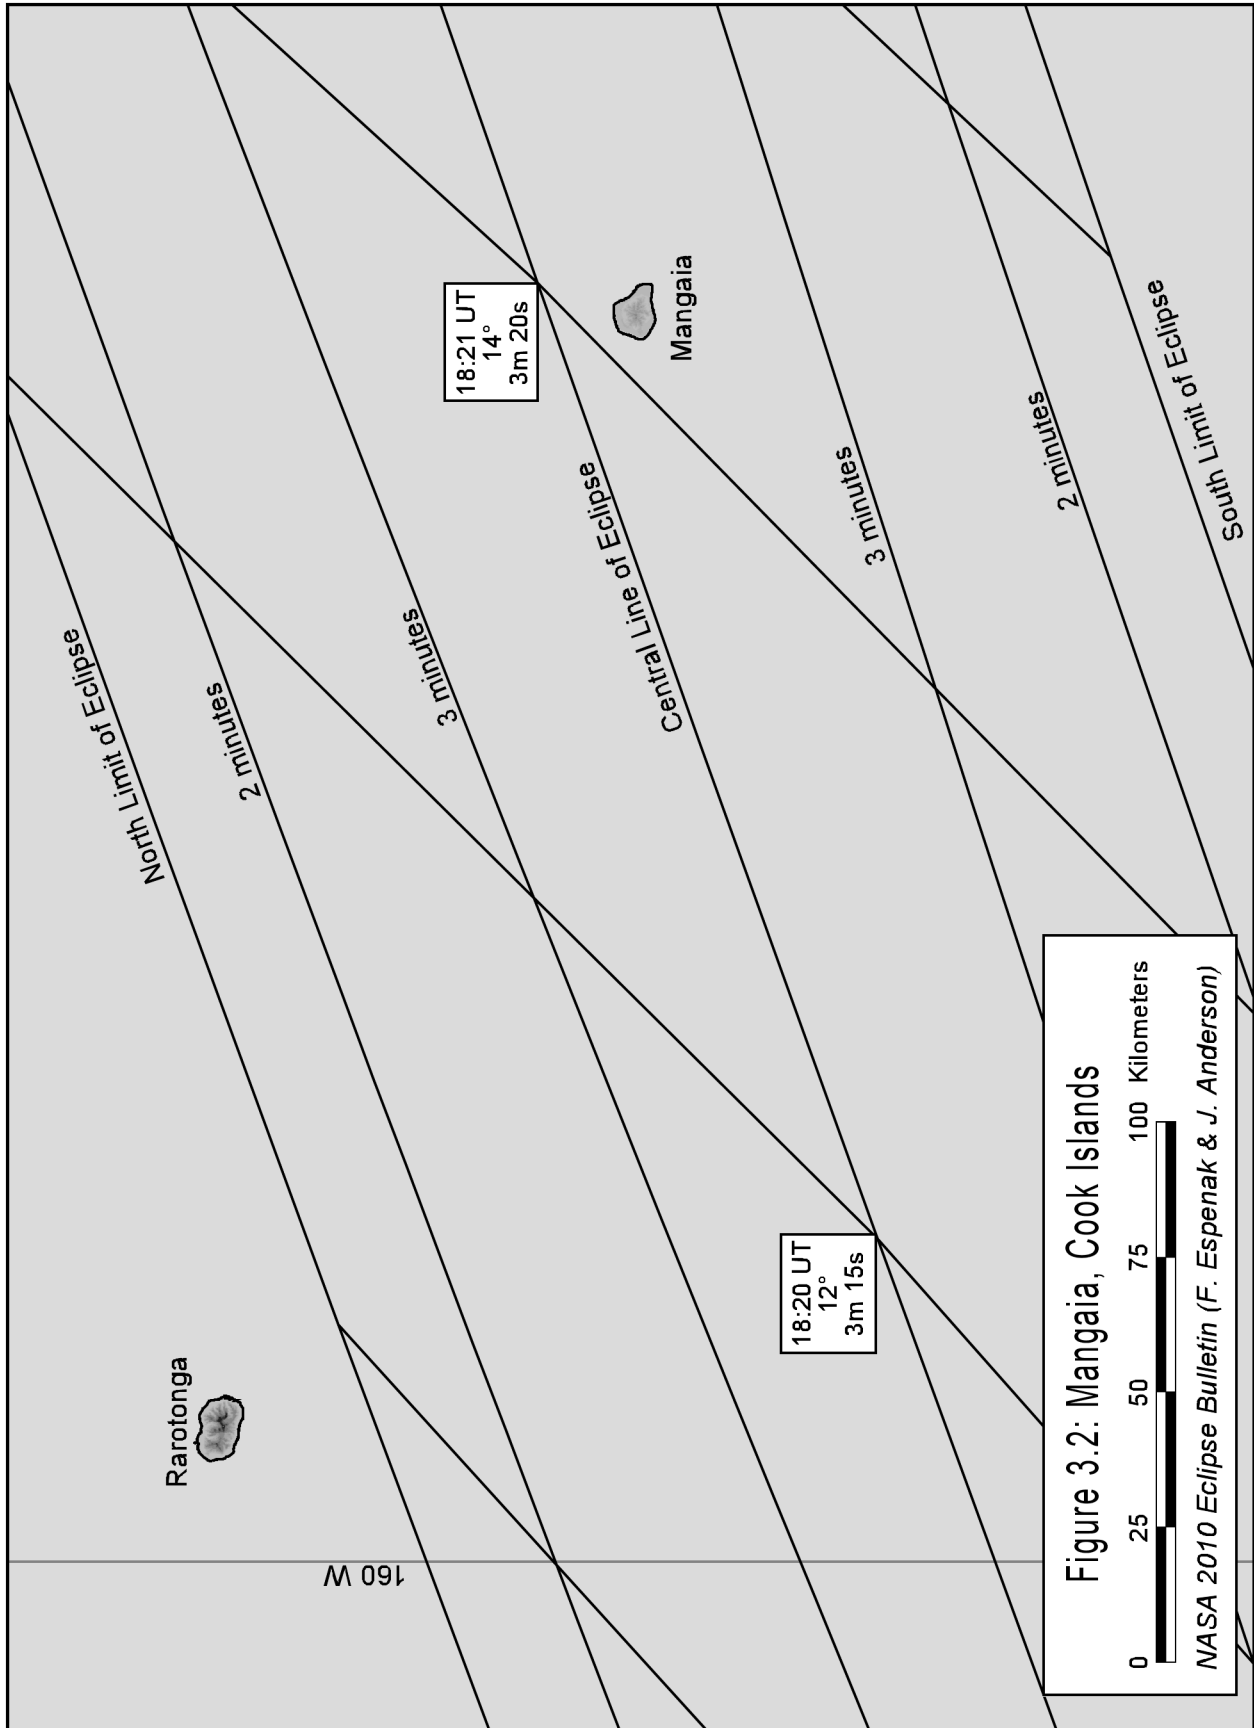 North Limit of Eclipse
2 minutes
3 minutes
Central Line of Eclipse
3 minutes
2 minutes
South Limit of Eclipse
18:21 UT
14°
3m 20s
Mangaia
18:20 UT
12°
3m 15s
Rarotonga
160 W
Figure 3.2: Mangaia, Cook Islands
0 25 50 75 100 Kilometers
NASA 2010 Eclipse Bulletin (F. Espenak & J. Anderson)